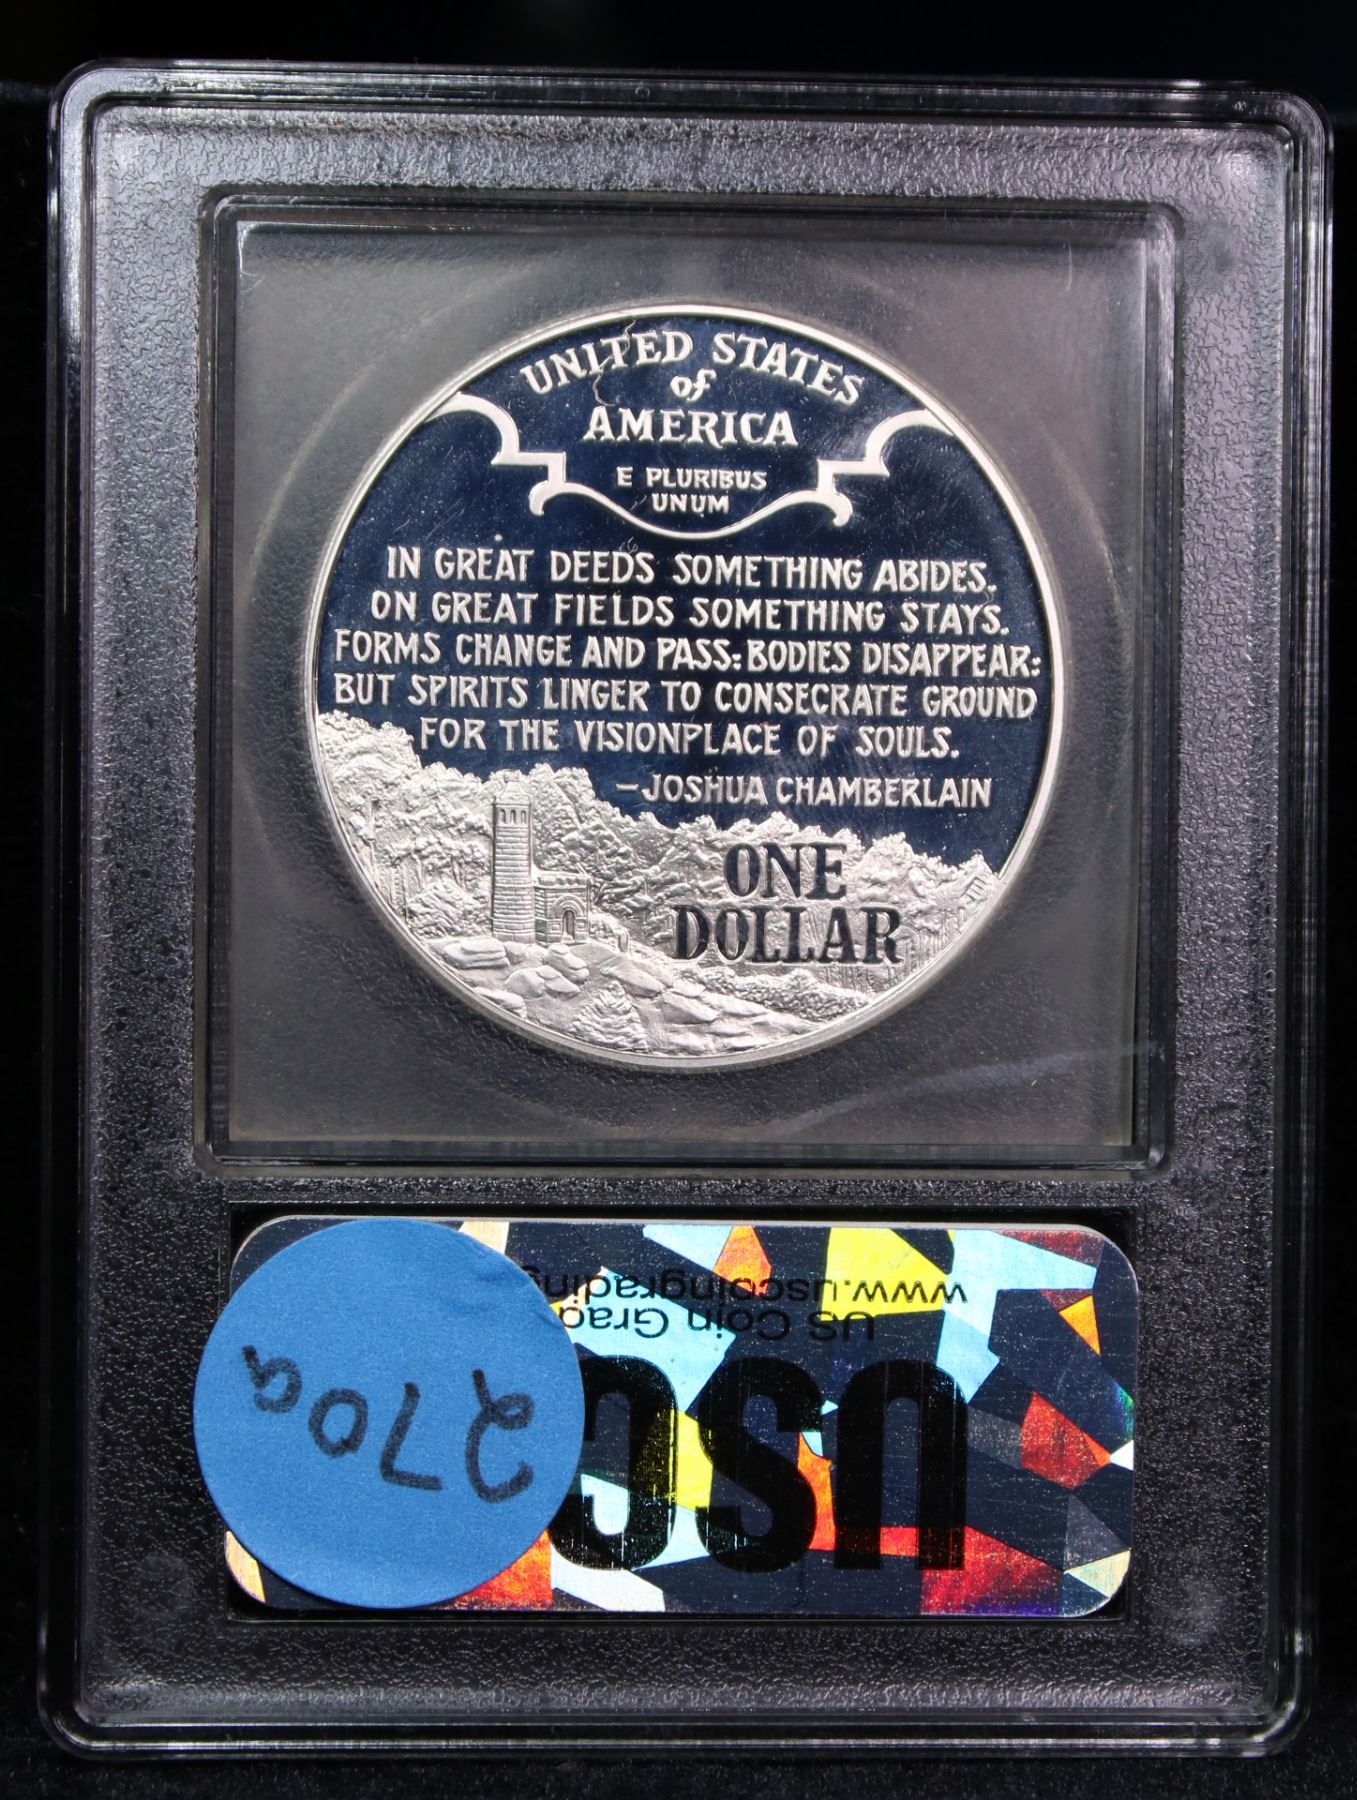 UNITED STATES
of
AMERICA
E PLURIBUS
UNUM
IN GREAT DEEDS SOMETHING ABIDES.
ON GREAT FIELDS SOMETHING STAYS.
FORMS CHANGE AND PASS: BODIES DISAPPEAR:
BUT SPIRITS LINGER TO CONSECRATE GROUND
FOR THE VISIONPLACE OF SOULS.
-JOSHUA CHAMBERLAIN
ONE
DOLLAR
270a
USCG
US Coin Grad
www.uscoingrading